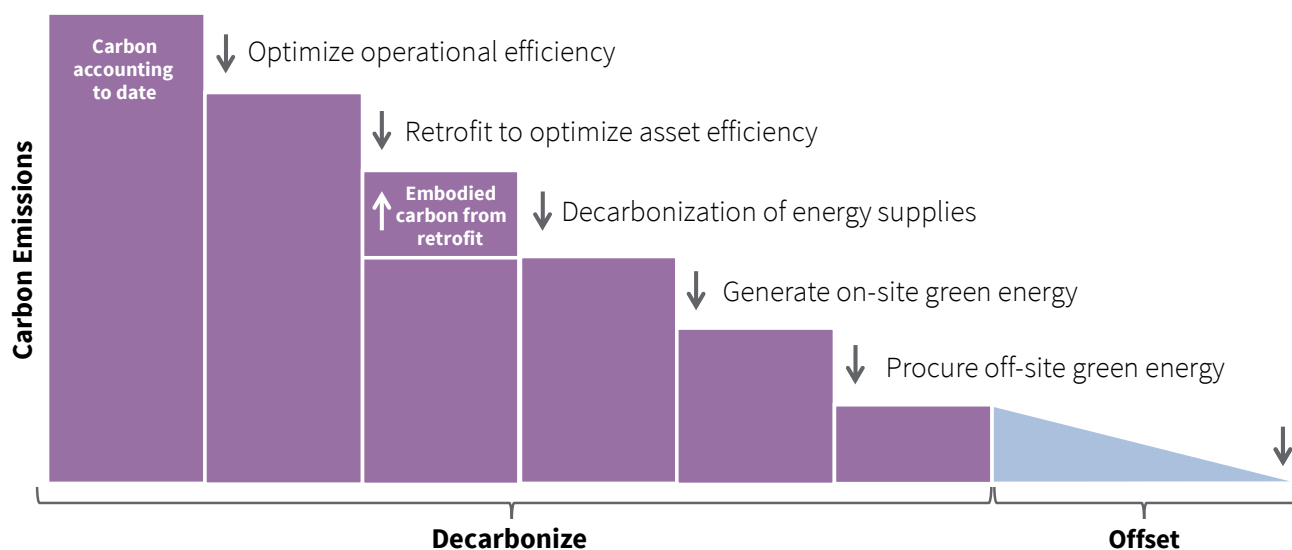 Carbon
accounting
to date
Optimize operational efficiency
Retrofit to optimize asset efficiency
Embodied
carbon from
retrofit
Decarbonization of energy supplies
Generate on-site green energy
Procure off-site green energy
Carbon Emissions
Decarbonize
Offset